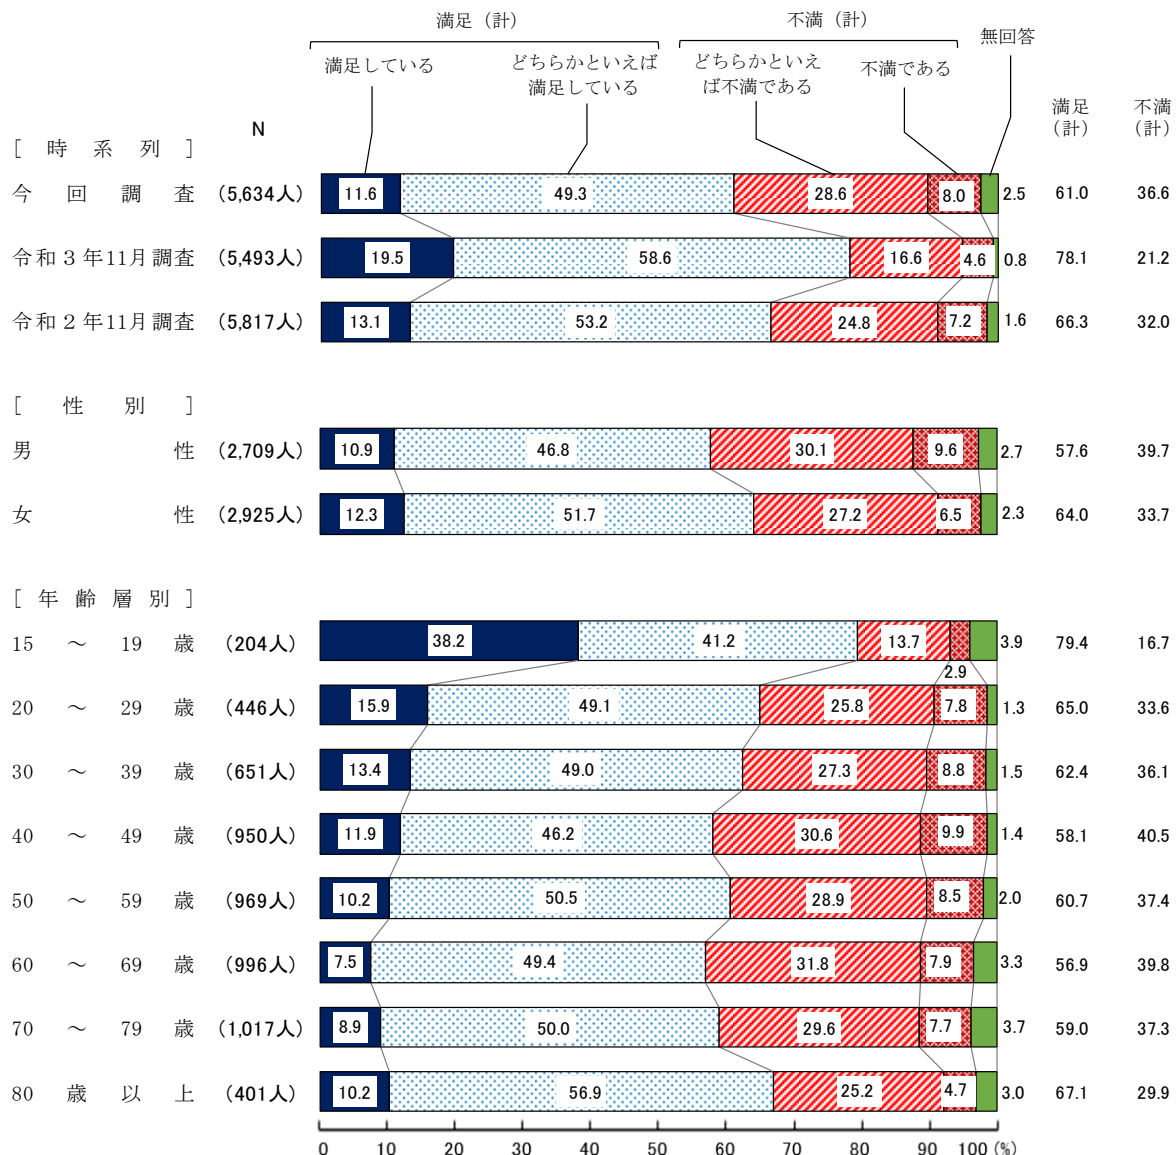 満足（計）
不満（計）
無回答
満足している
どちらかといえば
満足している
どちらかといえ
ば不満である
不満である
満足
（計）
不満
（計）
N
［時系列］
今回調査 (5,634人) 11.6 49.3 28.6 8.0 2.5 61.0 36.6
令和３年11月調査 (5,493人) 19.5 58.6 16.6 4.6 0.8 78.1 21.2
令和２年11月調査 (5,817人) 13.1 53.2 24.8 7.2 1.6 66.3 32.0
［性別］
男性 (2,709人) 10.9 46.8 30.1 9.6 2.7 57.6 39.7
女性 (2,925人) 12.3 51.7 27.2 6.5 2.3 64.0 33.7
［年齢層別］
15～19歳 (204人) 38.2 41.2 13.7 2.9 3.9 79.4 16.7
20～29歳 (446人) 15.9 49.1 25.8 7.8 1.3 65.0 33.6
30～39歳 (651人) 13.4 49.0 27.3 8.8 1.5 62.4 36.1
40～49歳 (950人) 11.9 46.2 30.6 9.9 1.4 58.1 40.5
50～59歳 (969人) 10.2 50.5 28.9 8.5 2.0 60.7 37.4
60～69歳 (996人) 7.5 49.4 31.8 7.9 3.3 56.9 39.8
70～79歳 (1,017人) 8.9 50.0 29.6 7.7 3.7 59.0 37.3
80歳以上 (401人) 10.2 56.9 25.2 4.7 3.0 67.1 29.9
0 10 20 30 40 50 60 70 80 90 100 (%)